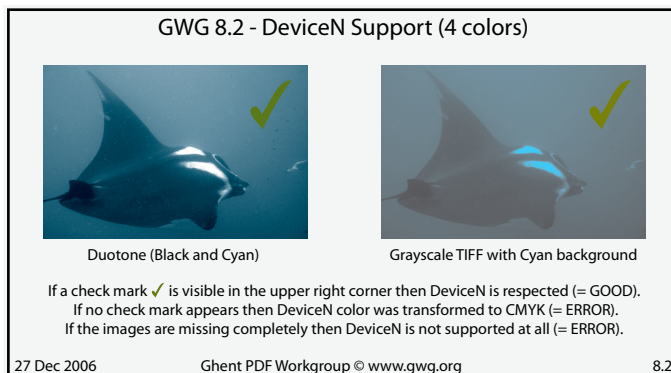 GWG 8.2 - DeviceN Support (4 colors)
Duotone (Black and Cyan)
Grayscale TIFF with Cyan background
If a check mark ✓ is visible in the upper right corner then DeviceN is respected (= GOOD).
If no check mark appears then DeviceN color was transformed to CMYK (= ERROR).
If the images are missing completely then DeviceN is not supported at all (= ERROR).
27 Dec 2006 Ghent PDF Workgroup © www.gwg.org 8.2